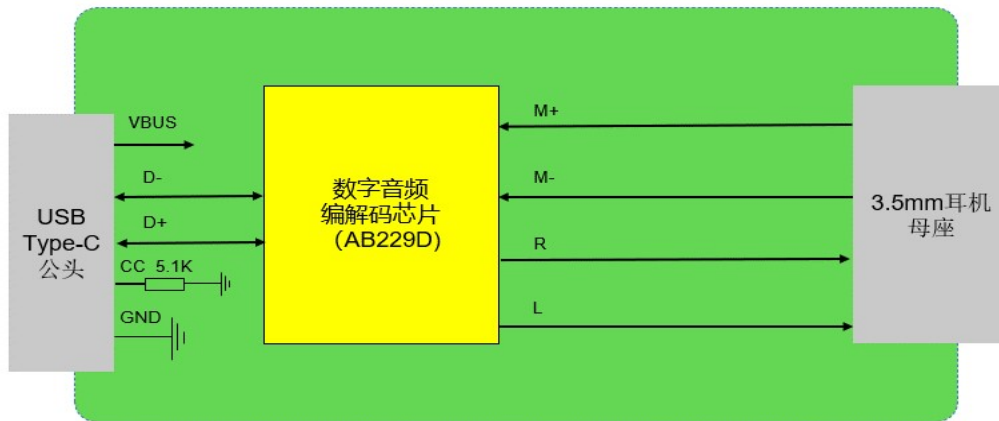 VBUS
D-
D+
CC 5.1K
GND
USB
Type-C
公头
数字音频
编解码芯片
（AB229D）
M+
M-
R
L
3.5mm耳机
母座